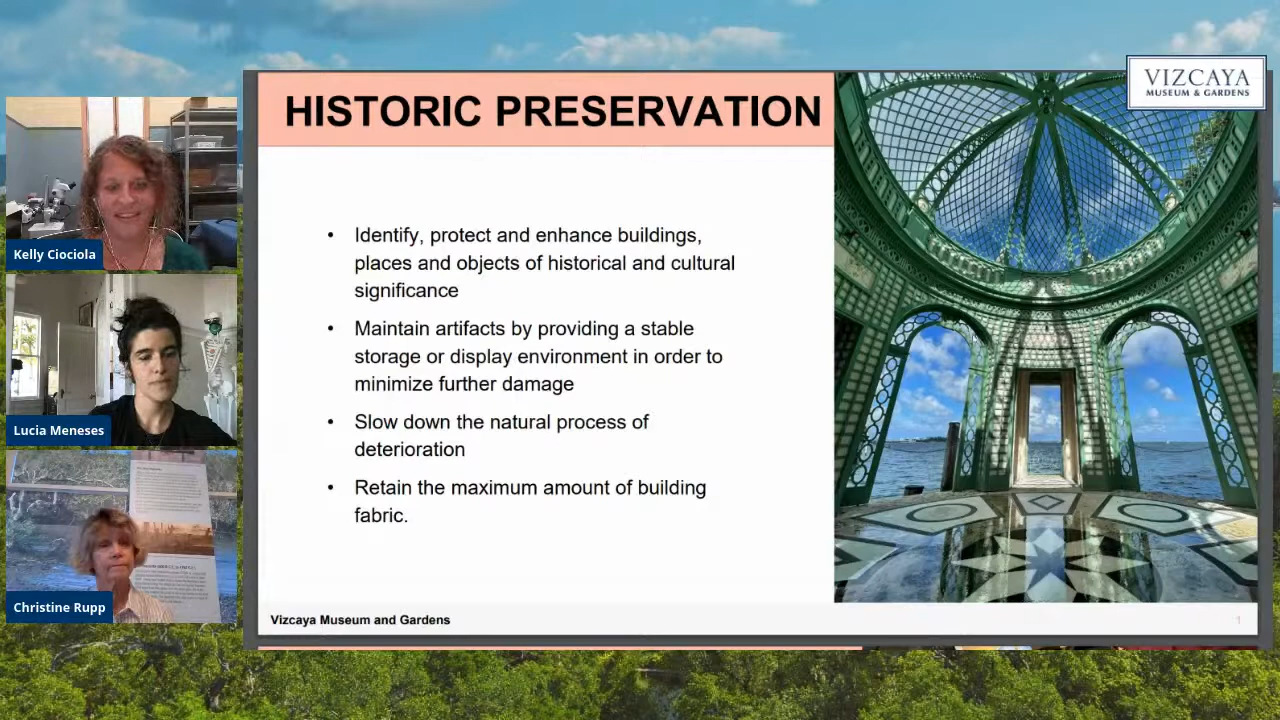 VIZCAYA
MUSEUM & GARDENS
HISTORIC PRESERVATION
• Identify, protect and enhance buildings,
places and objects of historical and cultural
significance
• Maintain artifacts by providing a stable
storage or display environment in order to
minimize further damage
• Slow down the natural process of
deterioration
• Retain the maximum amount of building
fabric.
Vizcaya Museum and Gardens
1
Kelly Ciociola
Lucia Meneses
Christine Rupp